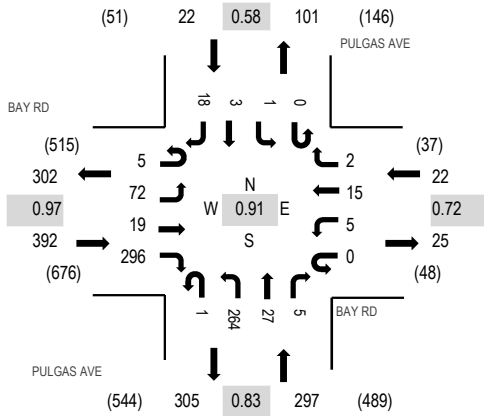 (51) 22 0.58 101 (146)
PULGAS AVE
BAY RD
18 3 1 0
(515) (37)
302 5 2 22
72 15
0.97 W N 0.91 E 0.72
19 5
392 S 25
296 0
(676) (48)
1 264 27 5
BAY RD
PULGAS AVE
(544) 305 0.83 297 (489)